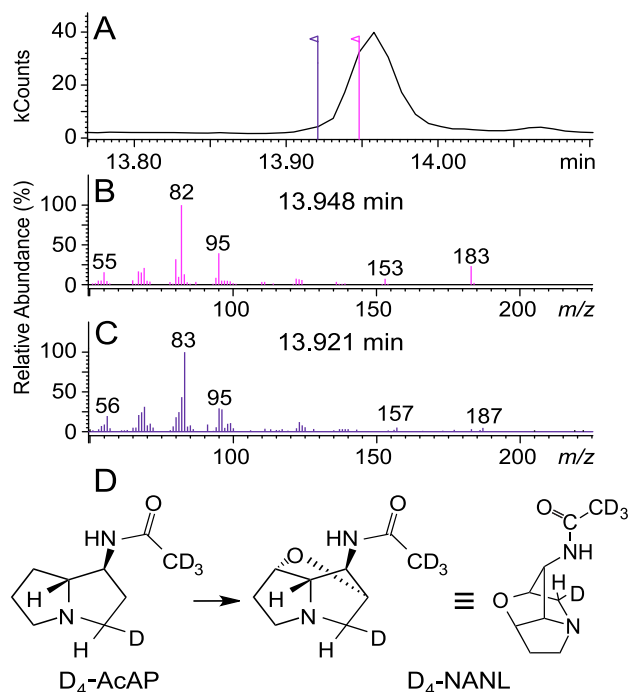 A
kCounts
40
20
0
13.80
13.90
14.00
min
Relative Abundance (%)
B
13.948 min
100
50
0
55
82
95
153
183
100
150
200
m/z
C
13.921 min
100
50
0
56
83
95
157
187
100
150
200
m/z
D
O
HN
CD3
H
N
H
D
D4-AcAP
O
HN
O
CD3
H
N
H
D
≡
O
C
CD3
NH
H
D
O
N
D4-NANL